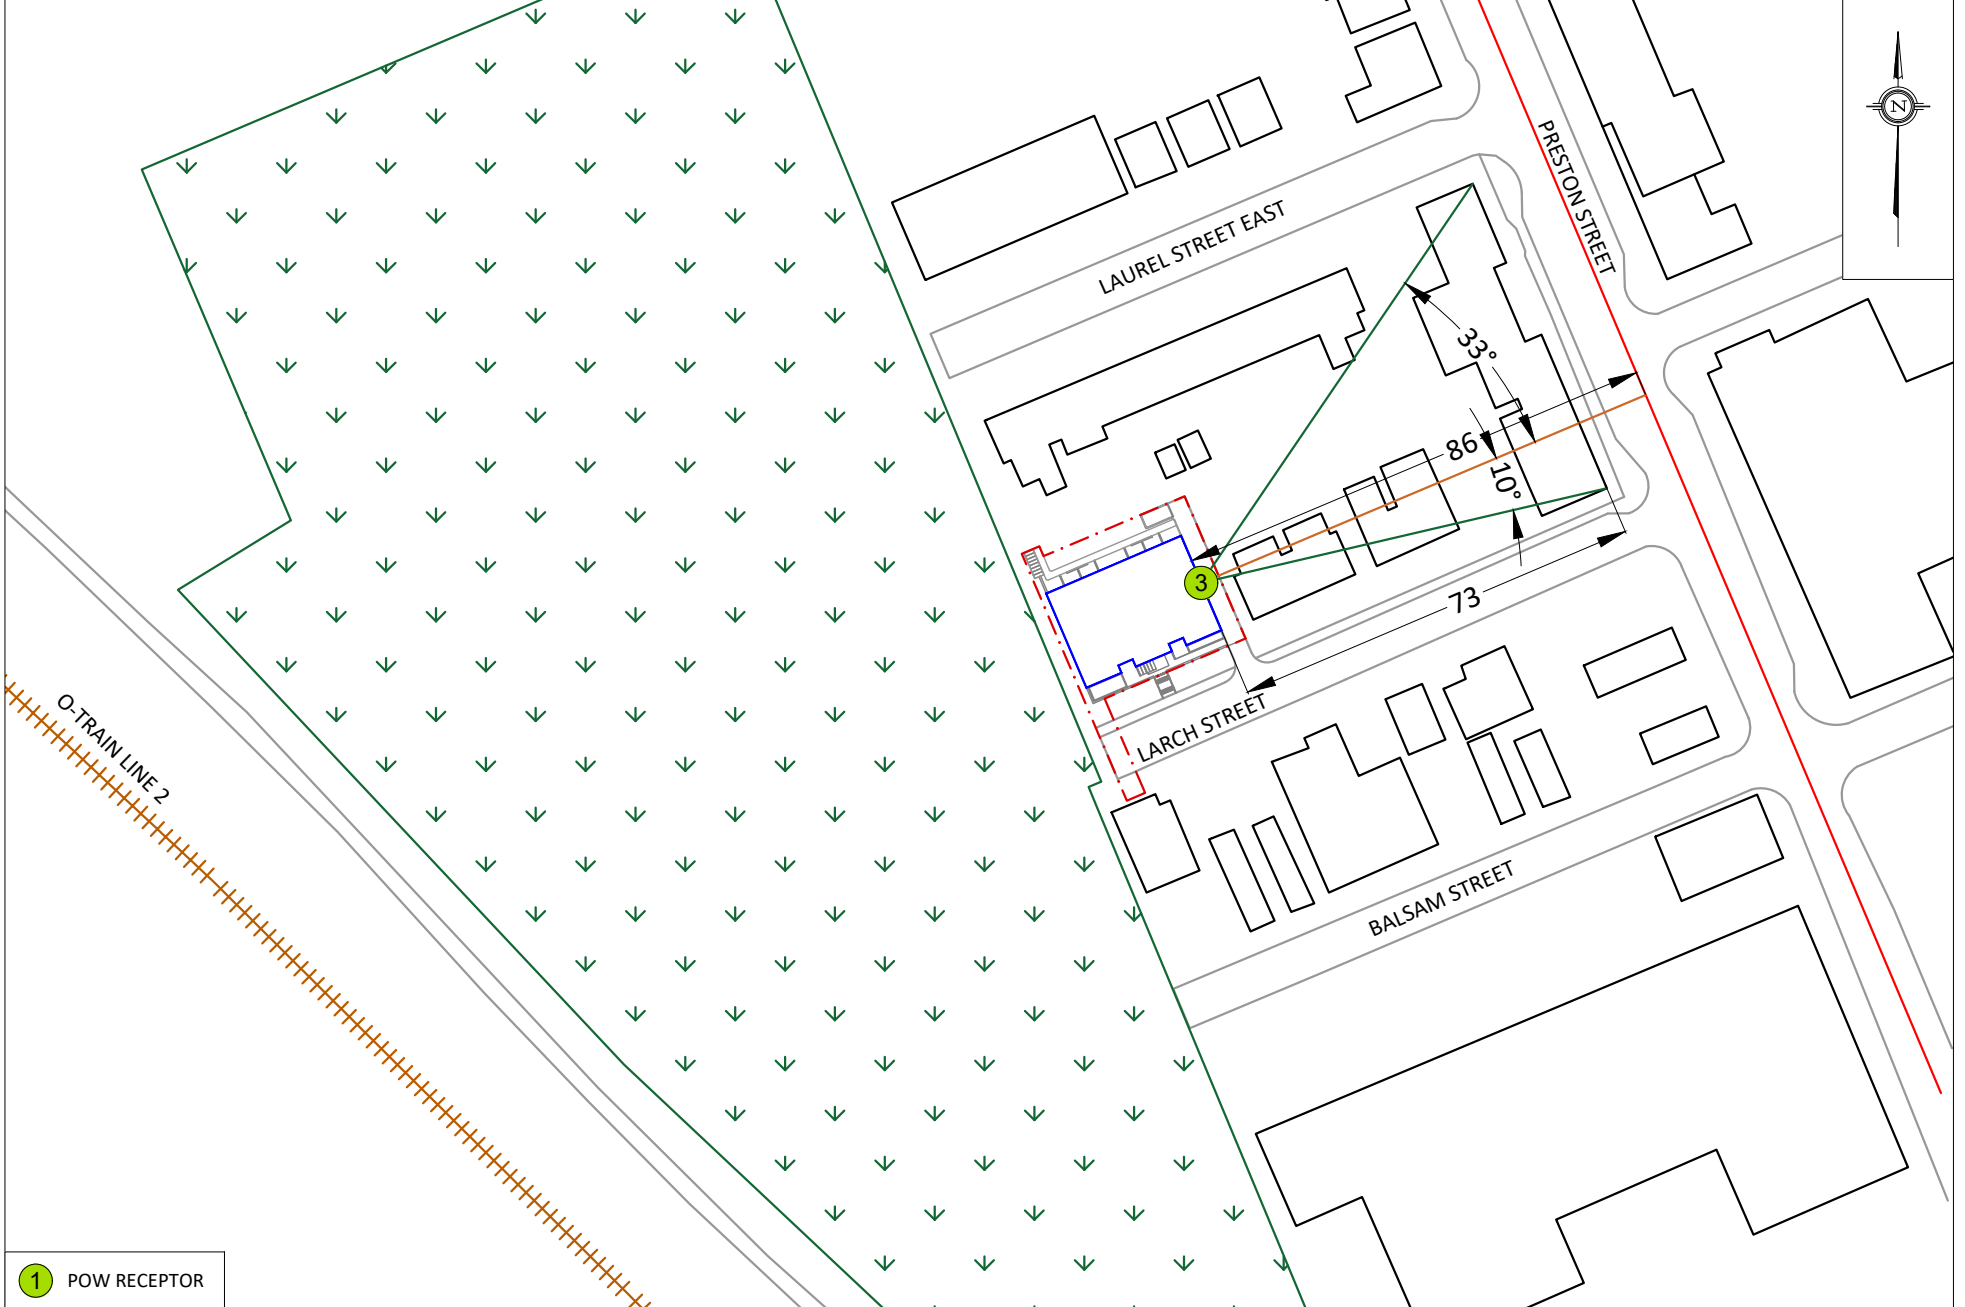 N
PRESTON STREET
LAUREL STREET EAST
33°
86
10°
3
73
LARCH STREET
O-TRAIN LINE 2
BALSAM STREET
1 POW RECEPTOR